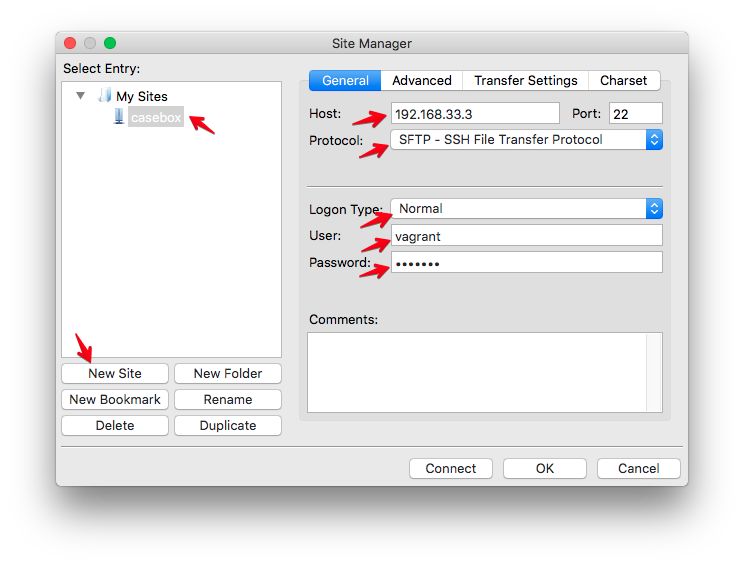 Site Manager
Select Entry:
My Sites
casebox
New Site
New Folder
New Bookmark
Rename
Delete
Duplicate
General
Advanced
Transfer Settings
Charset
Host:
192.168.33.3
Port:
22
Protocol:
SFTP - SSH File Transfer Protocol
Logon Type:
Normal
User:
vagrant
Password:
•••••••
Comments:
Connect
OK
Cancel